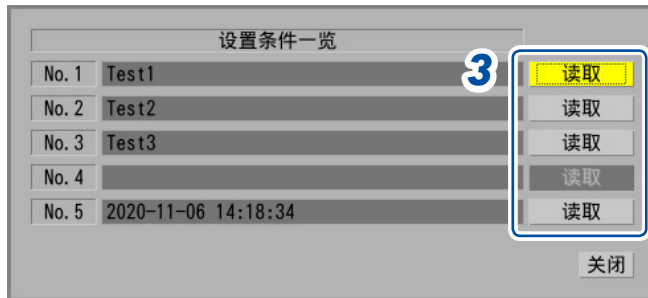 设置条件一览
No. 1 Test1 3 读取
No. 2 Test2 读取
No. 3 Test3 读取
No. 4 读取
No. 5 2020-11-06 14:18:34 读取
关闭